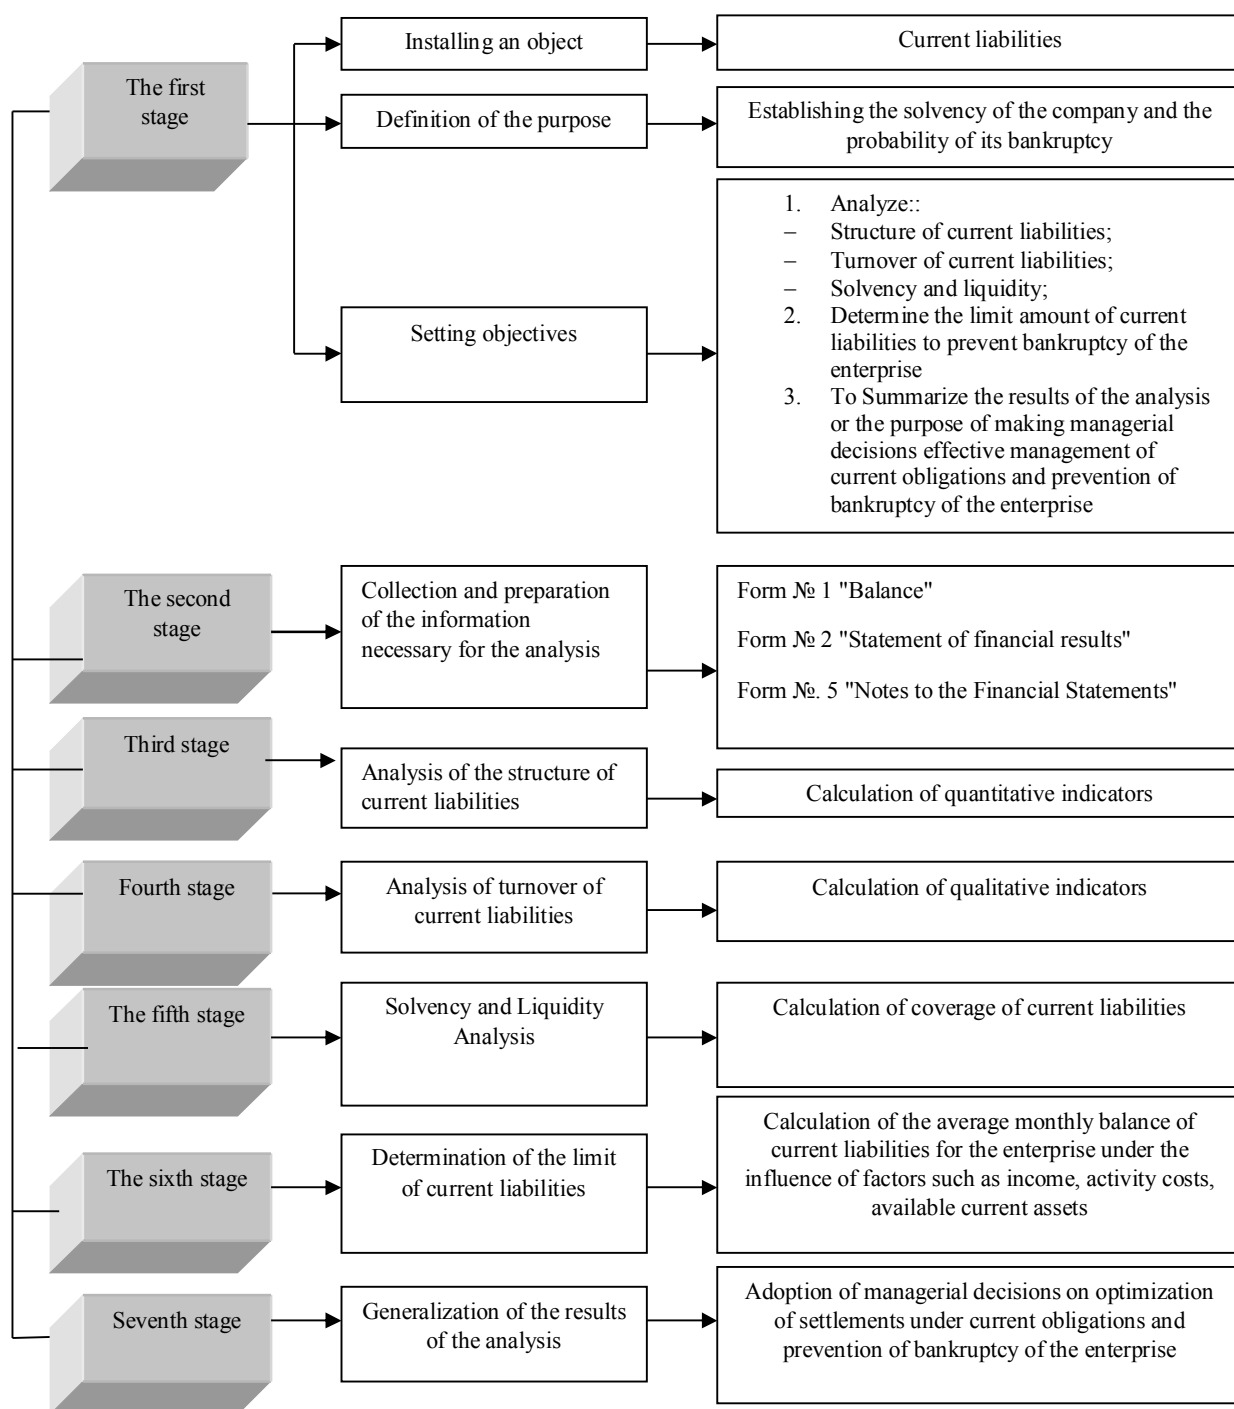 The first
stage
Installing an object
Current liabilities
Definition of the purpose
Establishing the solvency of the company and the
probability of its bankruptcy
Setting objectives
1. Analyze::
– Structure of current liabilities;
– Turnover of current liabilities;
– Solvency and liquidity;
2. Determine the limit amount of current
liabilities to prevent bankruptcy of the
enterprise
3. To Summarize the results of the analysis
or the purpose of making managerial
decisions effective management of
current obligations and prevention of
bankruptcy of the enterprise
The second
stage
Collection and preparation
of the information
necessary for the analysis
Form № 1 "Balance"
Form № 2 "Statement of financial results"
Form №. 5 "Notes to the Financial Statements"
Third stage
Analysis of the structure of
current liabilities
Calculation of quantitative indicators
Fourth stage
Analysis of turnover of
current liabilities
Calculation of qualitative indicators
The fifth stage
Solvency and Liquidity
Analysis
Calculation of coverage of current liabilities
The sixth stage
Determination of the limit
of current liabilities
Calculation of the average monthly balance of
current liabilities for the enterprise under the
influence of factors such as income, activity costs,
available current assets
Seventh stage
Generalization of the results
of the analysis
Adoption of managerial decisions on optimization
of settlements under current obligations and
prevention of bankruptcy of the enterprise